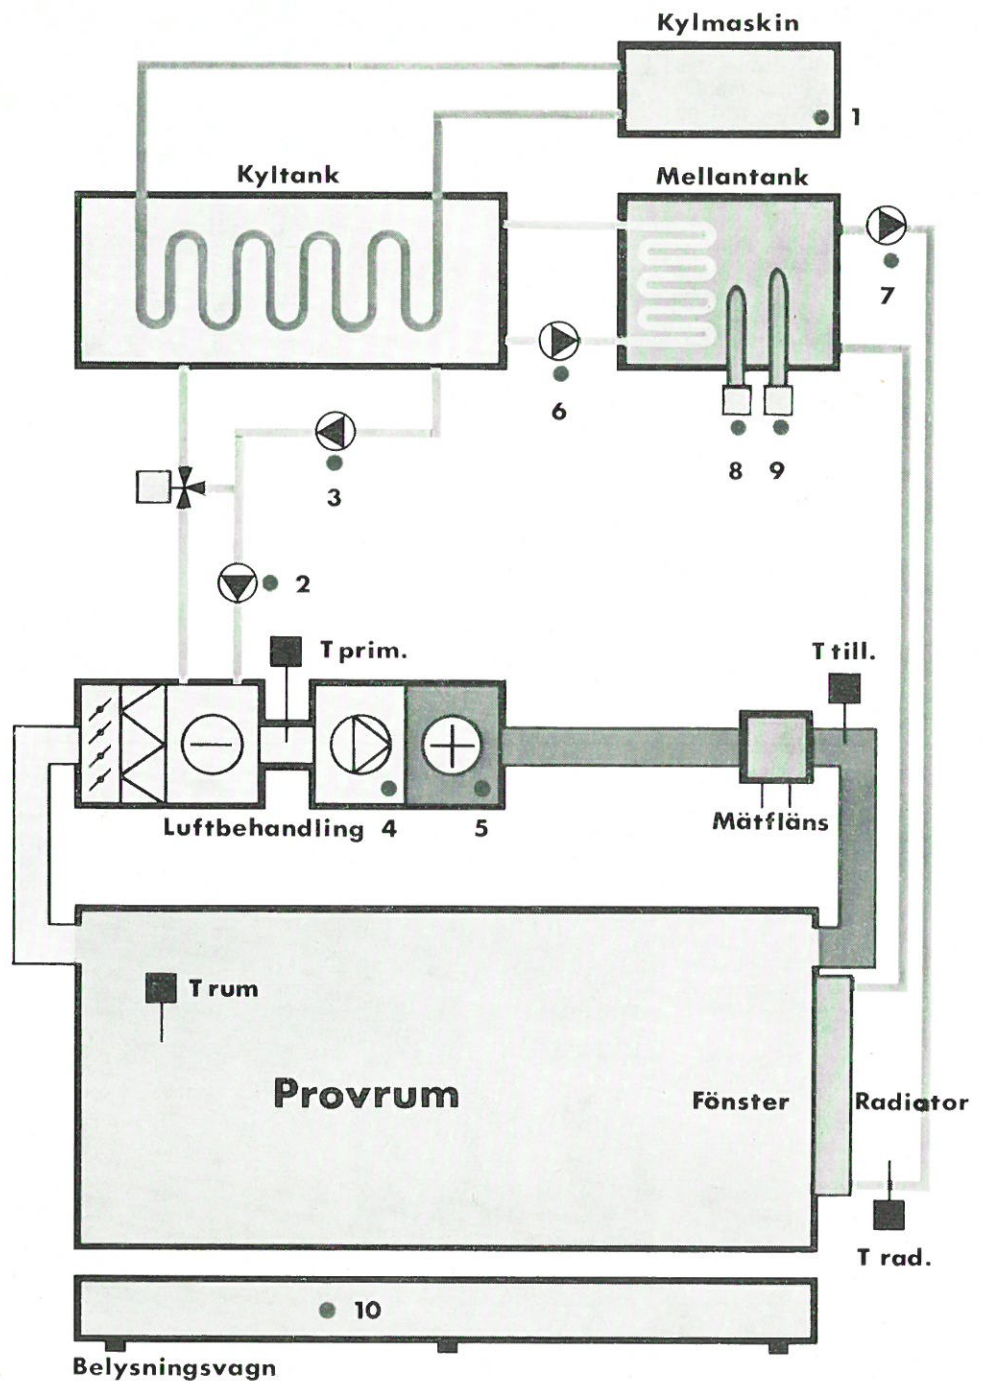 Kylmaskin
1
Kyltank
Mellantank
7
6
8 9
3
2
T prim.
T till.
Luftbehandling 4 5
Mätfläns
T rum
Provrum
Fönster
Radiator
T rad.
10
Belysningsvagn